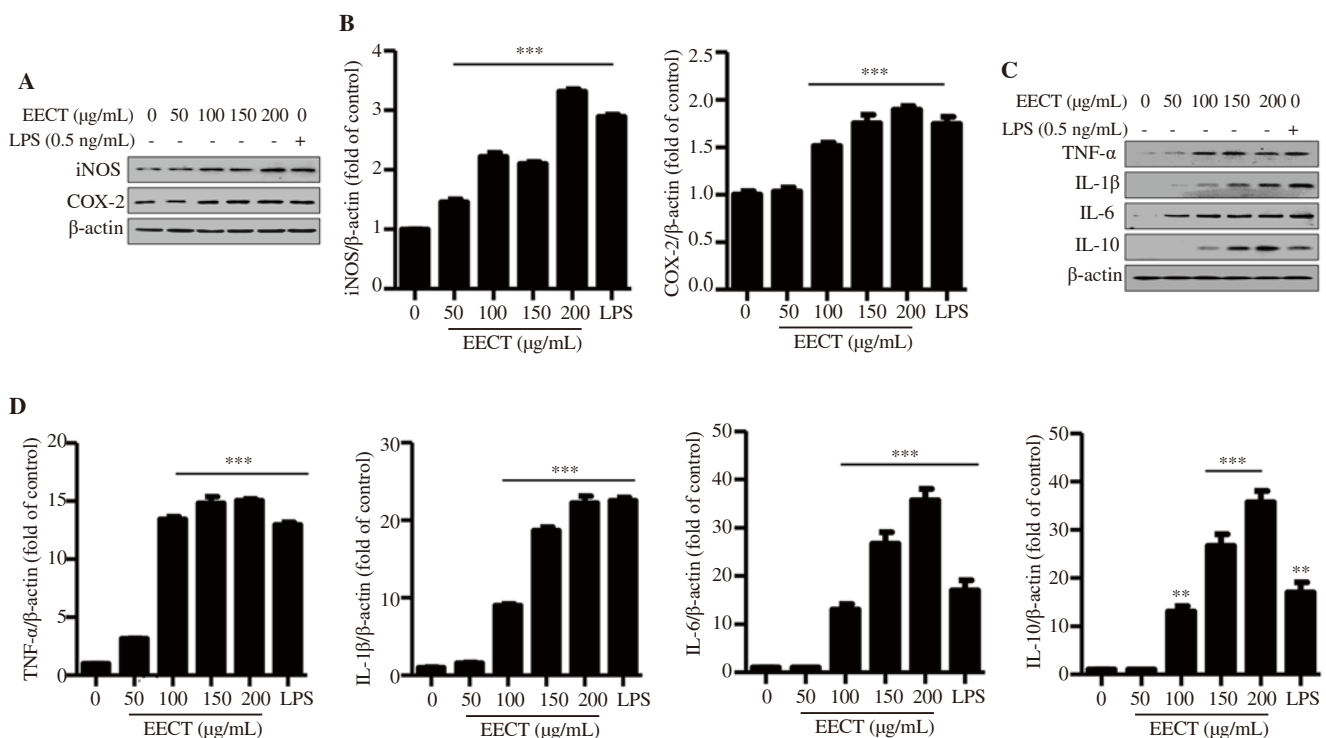 A
EECT (μg/mL) 0 50 100 150 200 0
LPS (0.5 ng/mL) - - - - - +
iNOS
COX-2
β-actin
B
iNOS/β-actin (fold of control)
4
3
2
1
0
***
0 50 100 150 200 LPS
EECT (μg/mL)
COX-2/β-actin (fold of control)
2.5
2.0
1.5
1.0
0.5
0.0
***
0 50 100 150 200 LPS
EECT (μg/mL)
C
EECT (μg/mL) 0 50 100 150 200 0
LPS (0.5 ng/mL) - - - - - +
TNF-α
IL-1β
IL-6
IL-10
β-actin
D
TNF-α/β-actin (fold of control)
20
15
10
5
0
***
0 50 100 150 200 LPS
EECT (μg/mL)
IL-1β/β-actin (fold of control)
30
20
10
0
***
0 50 100 150 200 LPS
EECT (μg/mL)
IL-6/β-actin (fold of control)
50
40
30
20
10
0
***
0 50 100 150 200 LPS
EECT (μg/mL)
IL-10/β-actin (fold of control)
50
40
30
20
10
0
**
***
**
0 50 100 150 200 LPS
EECT (μg/mL)